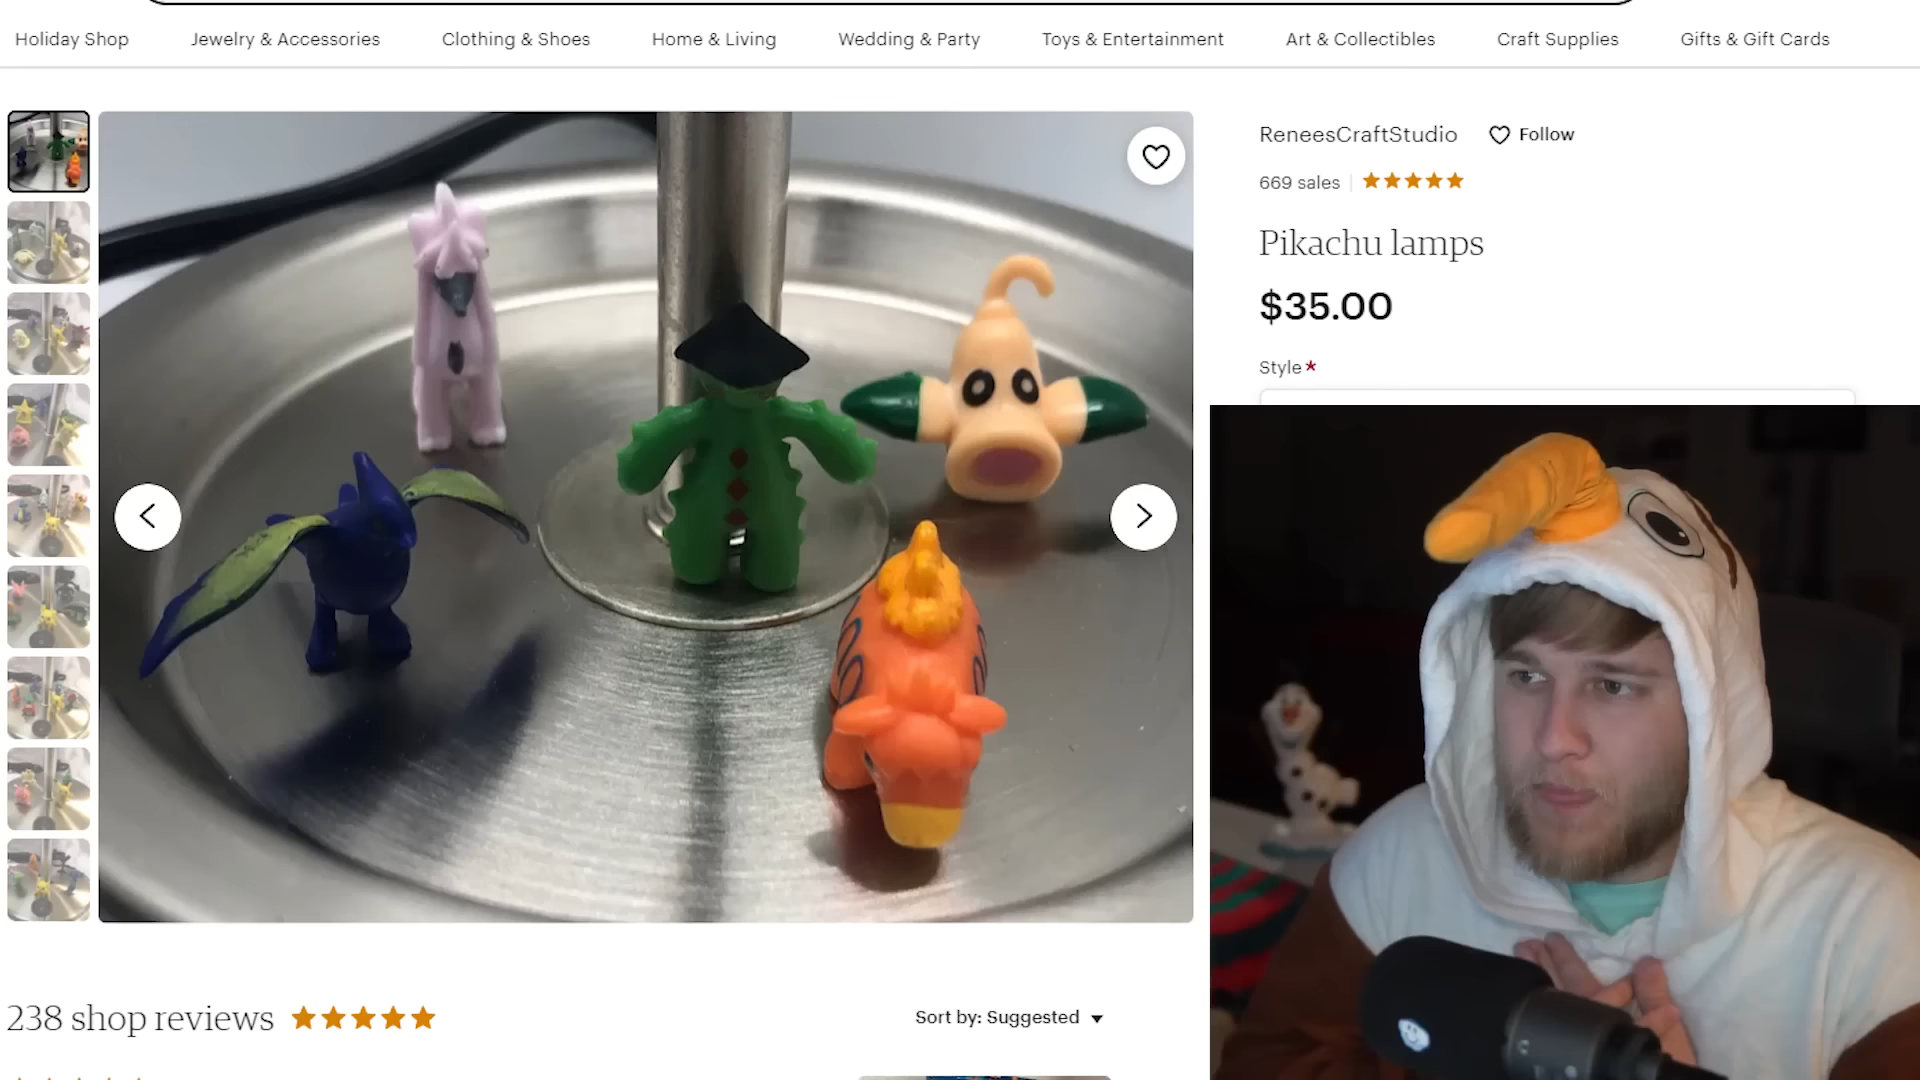 Holiday Shop
Jewelry & Accessories
Clothing & Shoes
Home & Living
Wedding & Party
Toys & Entertainment
Art & Collectibles
Craft Supplies
Gifts & Gift Cards
ReneesCraftStudio
Follow
669 sales
Pikachu lamps
$35.00
Style*
238 shop reviews
Sort by: Suggested